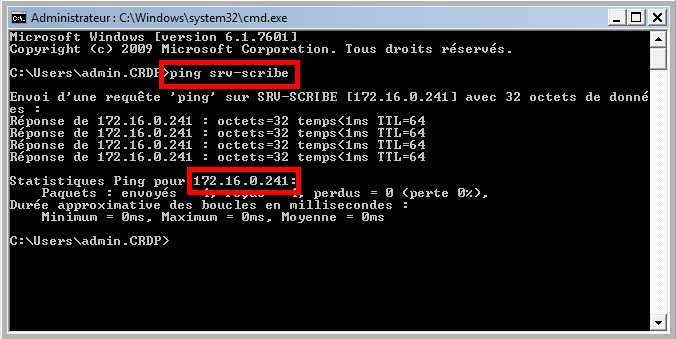 Administrateur : C:\Windows\system32\cmd.exe
Microsoft Windows [version 6.1.7601]
Copyright (c) 2009 Microsoft Corporation. Tous droits réservés.
C:\Users\admin.CRDP>ping srv-scribe
Envoi d'une requête 'ping' sur SRV-SCRIBE [172.16.0.241] avec 32 octets de donné
es :
Réponse de 172.16.0.241 : octets=32 temps<1ms TTL=64
Réponse de 172.16.0.241 : octets=32 temps<1ms TTL=64
Réponse de 172.16.0.241 : octets=32 temps<1ms TTL=64
Réponse de 172.16.0.241 : octets=32 temps<1ms TTL=64
Statistiques Ping pour 172.16.0.241:
Paquets : envoyés = 4, reçus = 4, perdus = 0 (perte 0%),
Durée approximative des boucles en millisecondes :
Minimum = 0ms, Maximum = 0ms, Moyenne = 0ms
C:\Users\admin.CRDP>